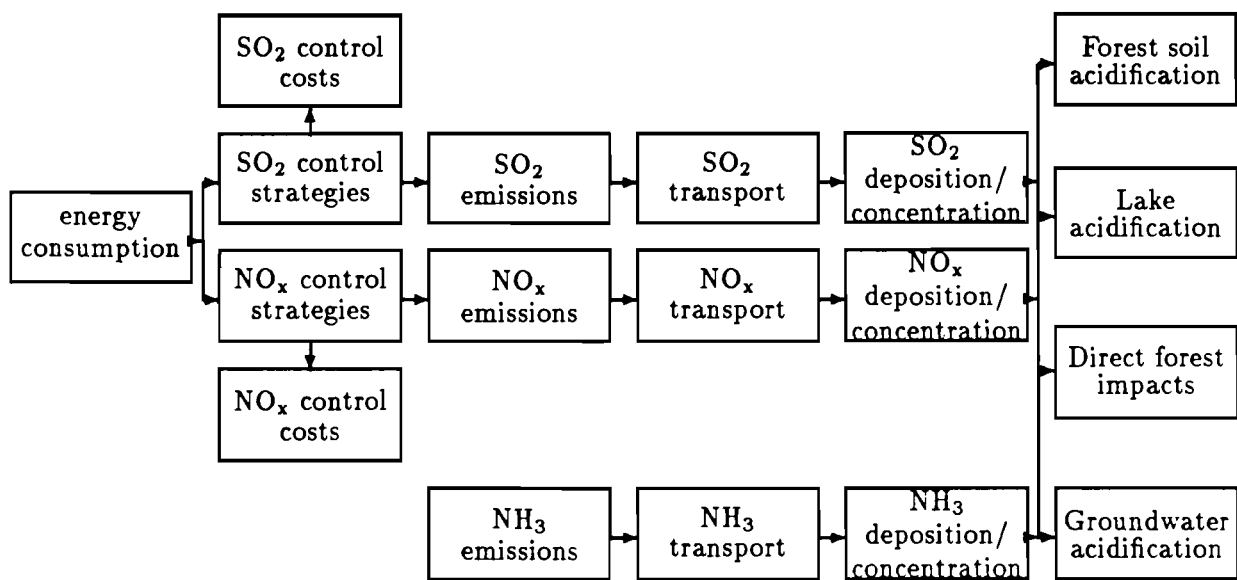 SO₂ control
costs
energy
consumption
SO₂ control
strategies
SO₂
emissions
SO₂
transport
SO₂
deposition/
concentration
NOₓ control
strategies
NOₓ
emissions
NOₓ
transport
NOₓ
deposition/
concentration
NOₓ control
costs
NH₃
emissions
NH₃
transport
NH₃
deposition/
concentration
Forest soil
acidification
Lake
acidification
Direct forest
impacts
Groundwater
acidification